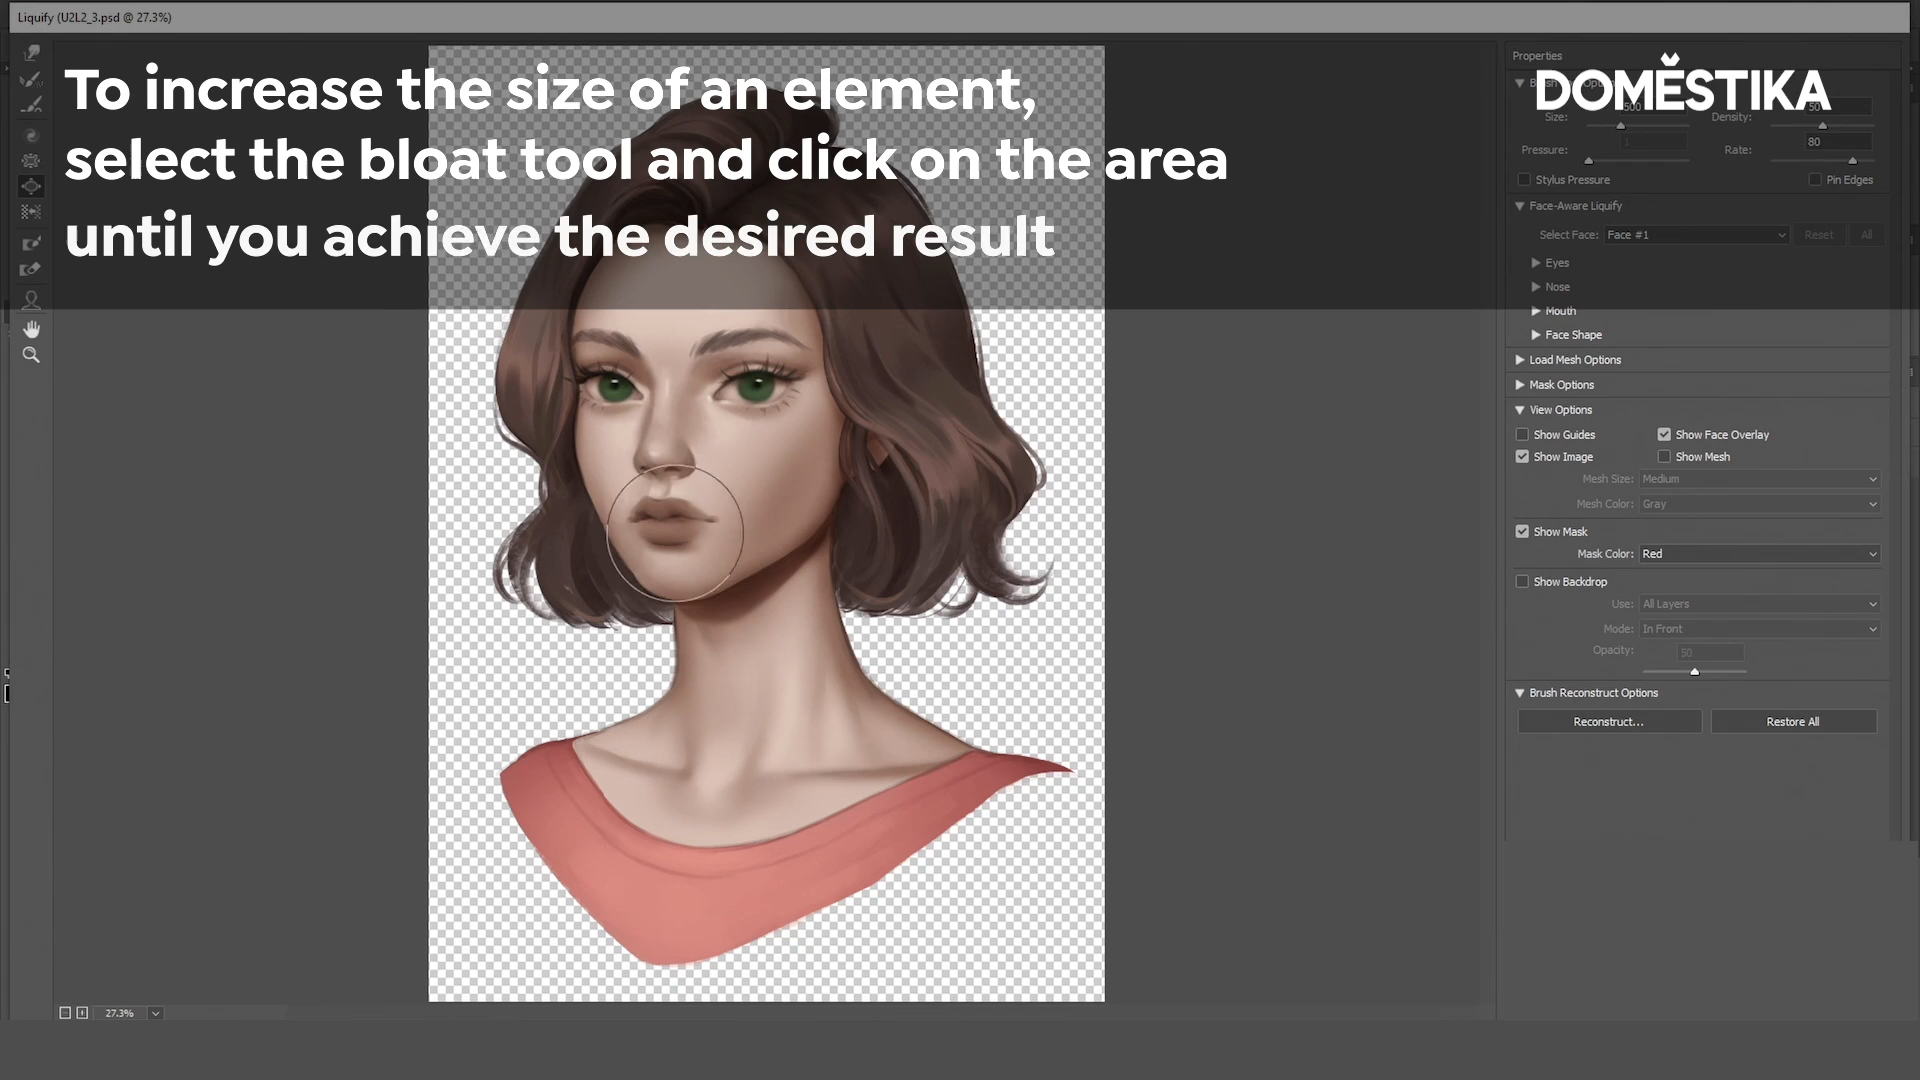 Liquify (U2L2_3.psd @ 27.3%)
To increase the size of an element,
select the bloat tool and click on the area
until you achieve the desired result
DOMESTIKA
Properties
Size:
500
Density:
50
Pressure:
1
Rate:
80
Stylus Pressure
Pin Edges
Face-Aware Liquify
Select Face:
Face #1
Reset
All
Eyes
Nose
Mouth
Face Shape
Load Mesh Options
Mask Options
View Options
Show Guides
Show Face Overlay
Show Image
Show Mesh
Mesh Size:
Medium
Mesh Color:
Gray
Show Mask
Mask Color:
Red
Show Backdrop
Use:
All Layers
Mode:
In Front
Opacity:
50
Brush Reconstruct Options
Reconstruct...
Restore All
27.3%